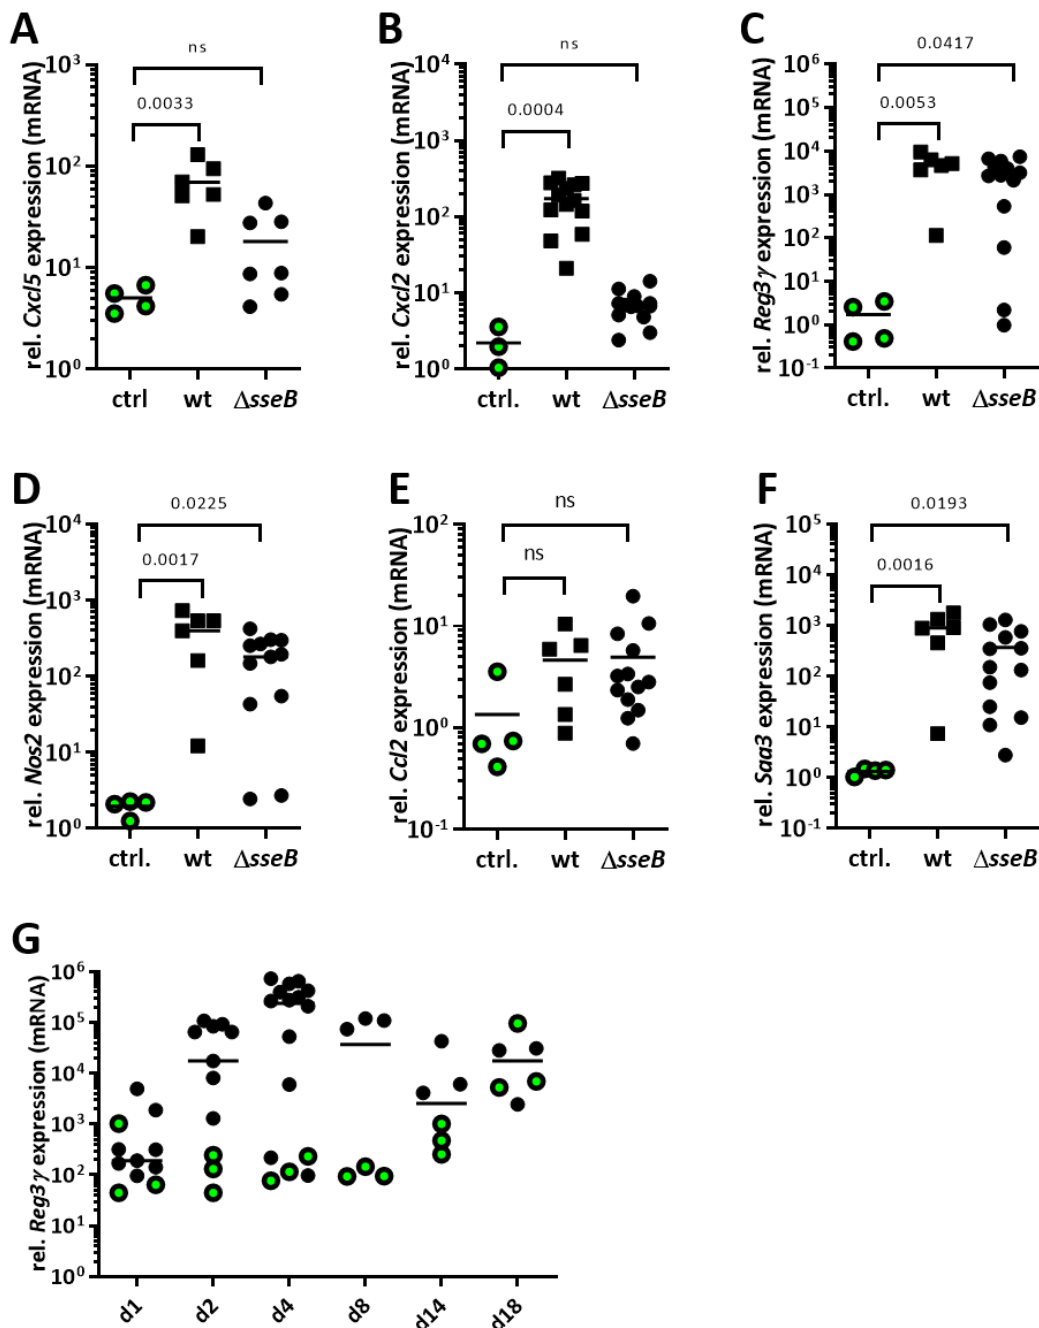 A
B
C
ns
ns
0.0417
0.0033
0.0004
0.0053
rel. Cxcl5 expression (mRNA)
10³
10²
10¹
10⁰
ctrl wt ΔsseB
rel. Cxcl2 expression (mRNA)
10⁴
10³
10²
10¹
10⁰
ctrl. wt ΔsseB
rel. Reg3γ expression (mRNA)
10⁶
10⁵
10⁴
10³
10²
10¹
10⁰
10⁻¹
ctrl. wt ΔsseB
D
E
F
0.0225
ns
0.0193
0.0017
ns
0.0016
rel. Nos2 expression (mRNA)
10⁴
10³
10²
10¹
10⁰
ctrl. wt ΔsseB
rel. Ccl2 expression (mRNA)
10²
10⁰
10⁻¹
ctrl. wt ΔsseB
rel. Saa3 expression (mRNA)
10⁵
10⁴
10³
10²
10¹
10⁰
10⁻¹
ctrl. wt ΔsseB
G
rel. Reg3γ expression (mRNA)
10⁶
10⁵
10⁴
10³
10²
10¹
10⁰
d1 d2 d4 d8 d14 d18